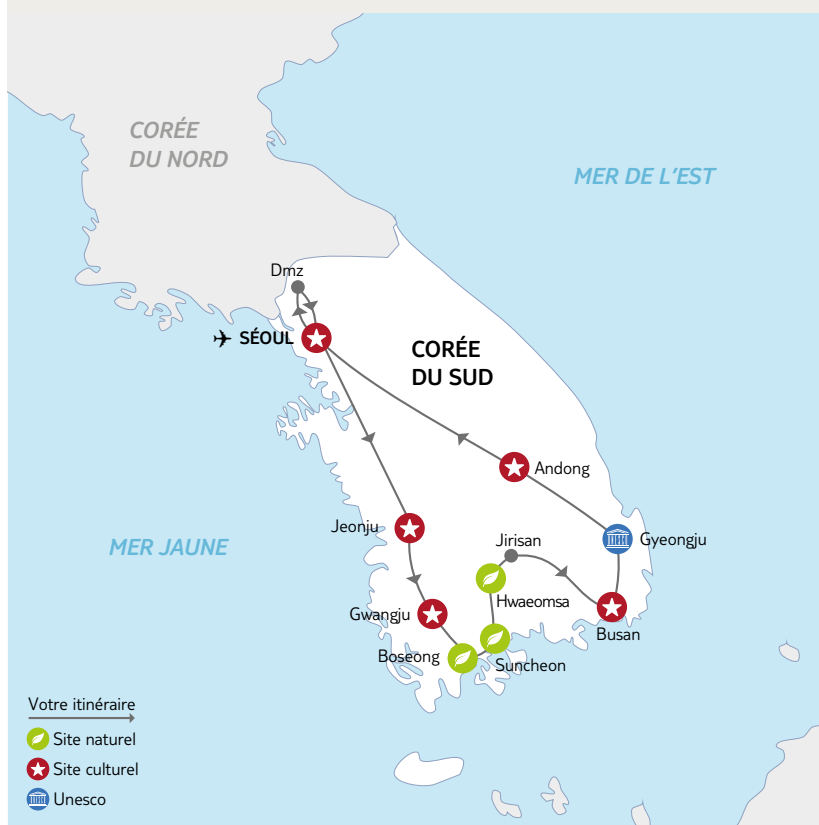 CORÉE
DU NORD
MER DE L'EST
Dmz
SÉOUL
CORÉE
DU SUD
Andong
Jeonju
Jirisan
Gyeongju
MER JAUNE
Hwaeomsa
Gwangju
Busan
Boseong
Suncheon
Votre itinéraire
Site naturel
Site culturel
Unesco